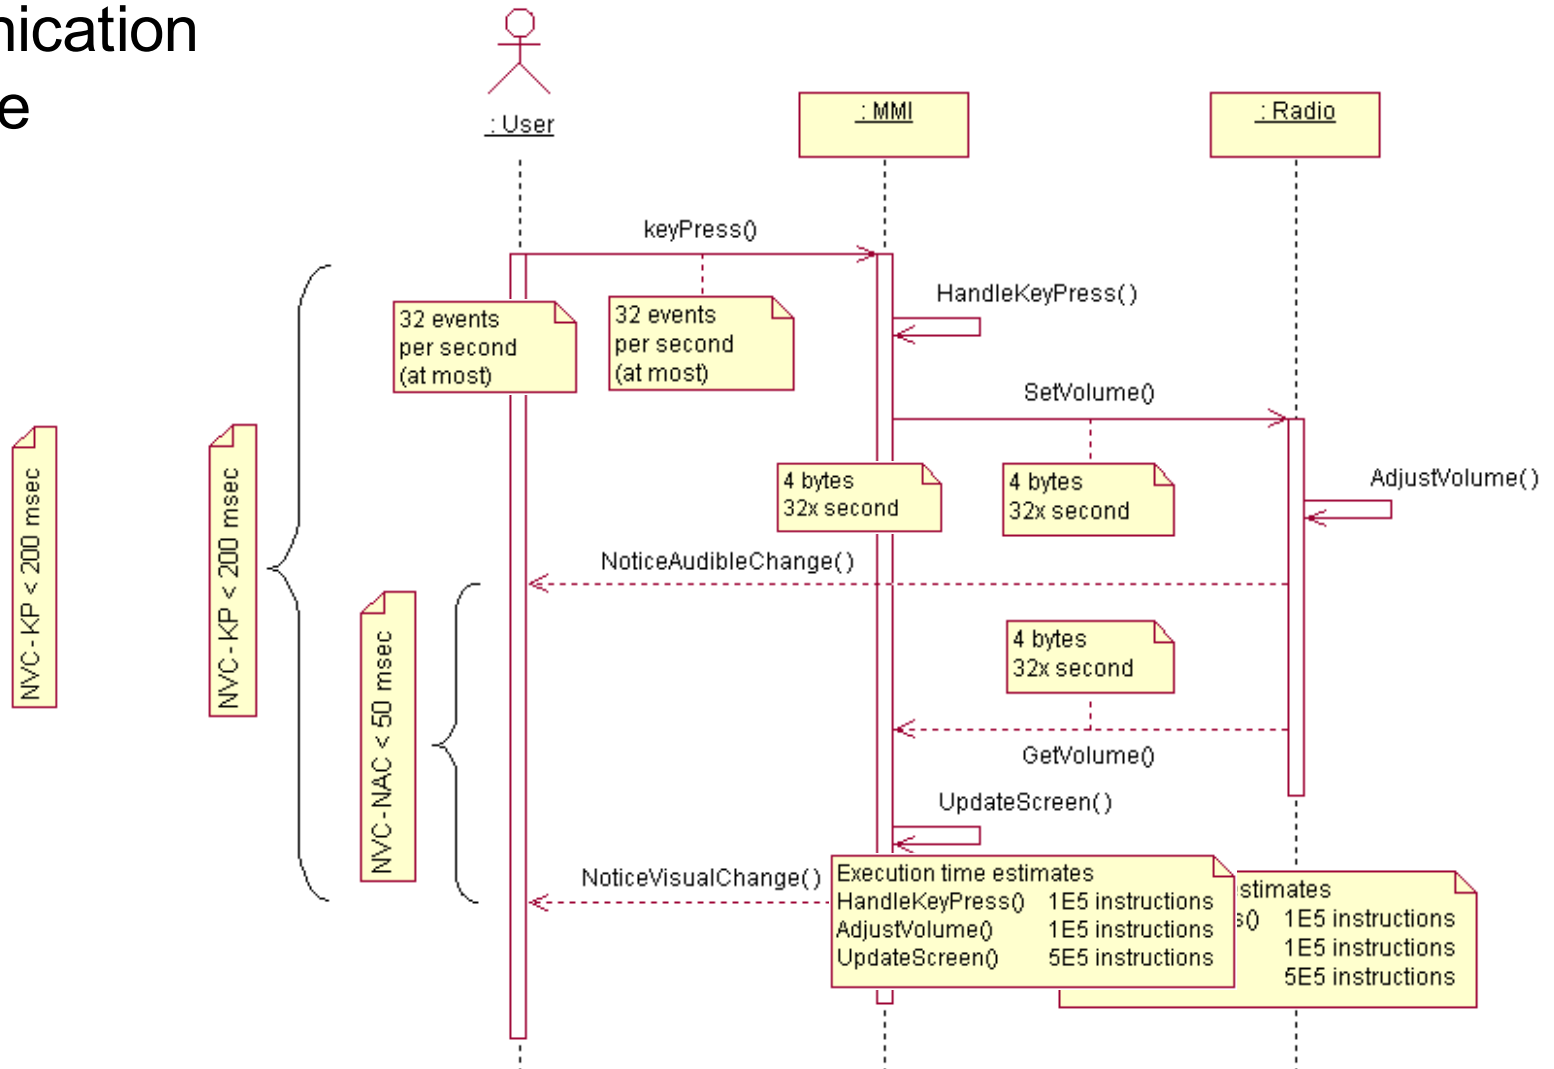 nication
e
: User
: MMI
: Radio
keyPress()
HandleKeyPress()
32 events
per second
(at most)
32 events
per second
(at most)
SetVolume()
NVC-KP < 200 msec
NVC-KP < 200 msec
4 bytes
32x second
4 bytes
32x second
AdjustVolume()
NoticeAudibleChange()
NVC-NAC < 50 msec
4 bytes
32x second
GetVolume()
UpdateScreen()
NoticeVisualChange()
Execution time estimates
HandleKeyPress() 1E5 instructions
AdjustVolume() 1E5 instructions
UpdateScreen() 5E5 instructions
stimates
s() 1E5 instructions
1E5 instructions
5E5 instructions